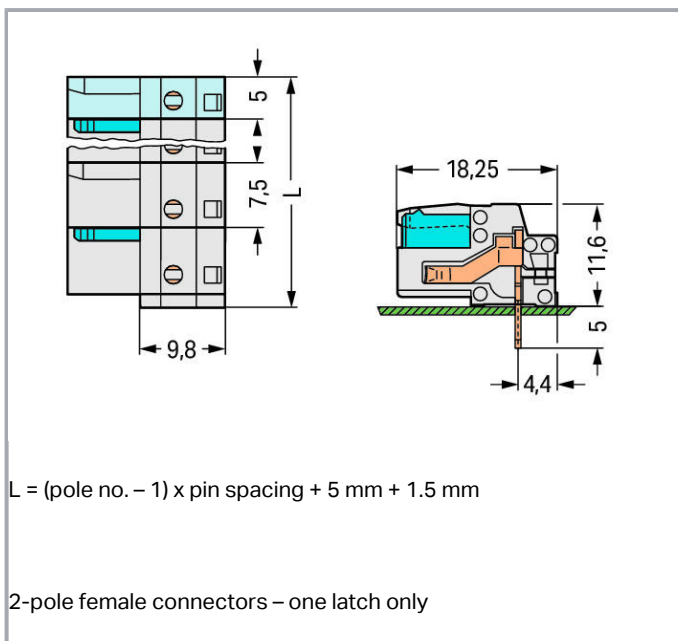 5
7,5
L
9,8
18,25
11,6
5
4,4
L = (pole no. – 1) x pin spacing + 5 mm + 1.5 mm
2-pole female connectors – one latch only